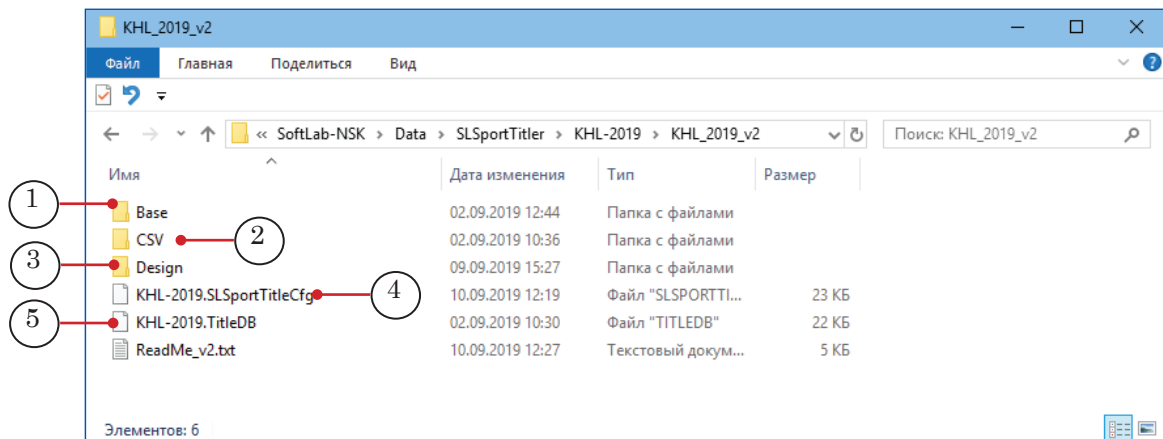 KHL_2019_v2
Файл Главная Поделиться Вид
« SoftLab-NSK > Data > SLSportTitler > KHL-2019 > KHL_2019_v2 Поиск: KHL_2019_v2
Имя Дата изменения Тип Размер
1 Base 02.09.2019 12:44 Папка с файлами
CSV 2 02.09.2019 10:36 Папка с файлами
3 Design 09.09.2019 15:27 Папка с файлами
KHL-2019.SLSportTitleCfg 4 10.09.2019 12:19 Файл "SLSPORTTI... 23 КБ
5 KHL-2019.TitleDB 02.09.2019 10:30 Файл "TITLEDB" 22 КБ
ReadMe_v2.txt 10.09.2019 12:27 Текстовый докум... 5 КБ
Элементов: 6